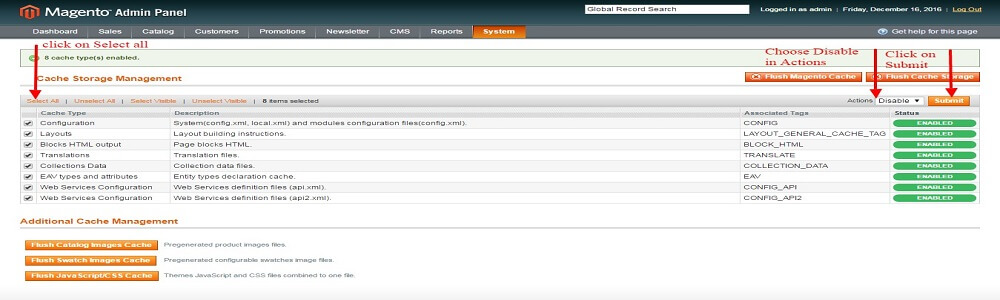 Magento® Admin Panel Global Record Search Logged in as admin | Friday, December 16, 2016 | Log Out
Dashboard Sales Catalog Customers Promotions Newsletter CMS Reports System Get help for this page
click on Select all
8 cache type(s) enabled.
Choose Disable in Actions
Click on Submit
Cache Storage Management Flush Magento Cache Flush Cache Storage
Select All | Unselect All | Select Visible | Unselect Visible | 8 items selected Actions Disable Submit
Cache Type Description Associated Tags Status
Configuration System(config.xml, local.xml) and modules configuration files(config.xml). CONFIG ENABLED
Layouts Layout building instructions. LAYOUT_GENERAL_CACHE_TAG ENABLED
Blocks HTML output Page blocks HTML. BLOCK_HTML ENABLED
Translations Translation files. TRANSLATE ENABLED
Collections Data Collection data files. COLLECTION_DATA ENABLED
EAV types and attributes Entity types declaration cache. EAV ENABLED
Web Services Configuration Web Services definition files (api.xml). CONFIG_API ENABLED
Web Services Configuration Web Services definition files (api2.xml). CONFIG_API2 ENABLED
Additional Cache Management
Flush Catalog Images Cache Pregenerated product images files.
Flush Swatch Images Cache Pregenerated configurable swatches image files.
Flush JavaScript/CSS Cache Themes JavaScript and CSS files combined to one file.